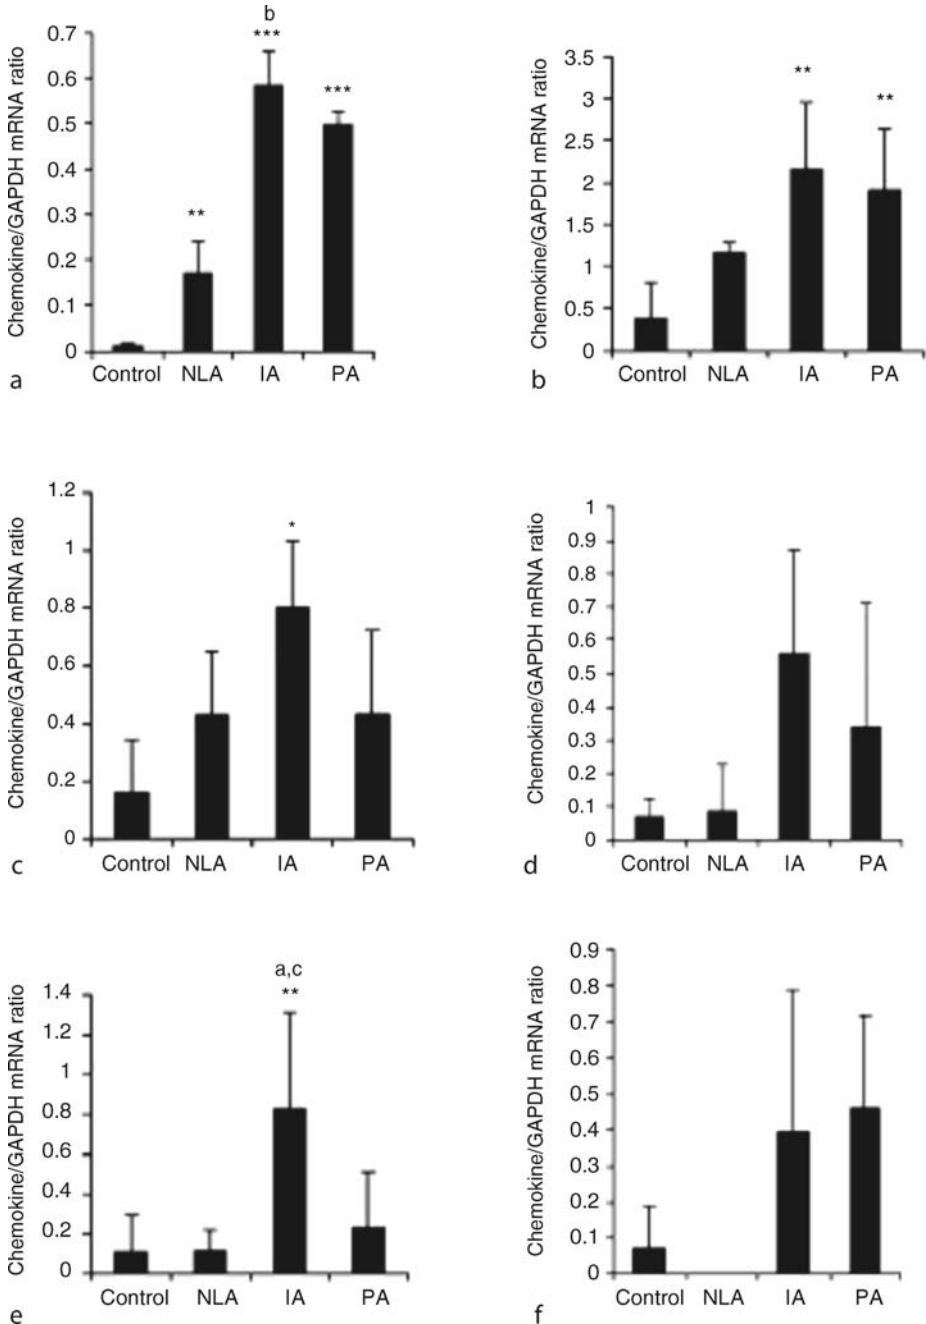 b
***
***
**
Chemokine/GAPDH mRNA ratio
0.7
0.6
0.5
0.4
0.3
0.2
0.1
0
Control NLA IA PA
a
**
**
Chemokine/GAPDH mRNA ratio
3.5
3
2.5
2
1.5
1
0.5
0
Control NLA IA PA
b
*
Chemokine/GAPDH mRNA ratio
1.2
1
0.8
0.6
0.4
0.2
0
Control NLA IA PA
c
Chemokine/GAPDH mRNA ratio
1
0.9
0.8
0.7
0.6
0.5
0.4
0.3
0.2
0.1
0
Control NLA IA PA
d
a,c
**
Chemokine/GAPDH mRNA ratio
1.4
1.2
1
0.8
0.6
0.4
0.2
0
Control NLA IA PA
e
Chemokine/GAPDH mRNA ratio
0.9
0.8
0.7
0.6
0.5
0.4
0.3
0.2
0.1
0
Control NLA IA PA
f